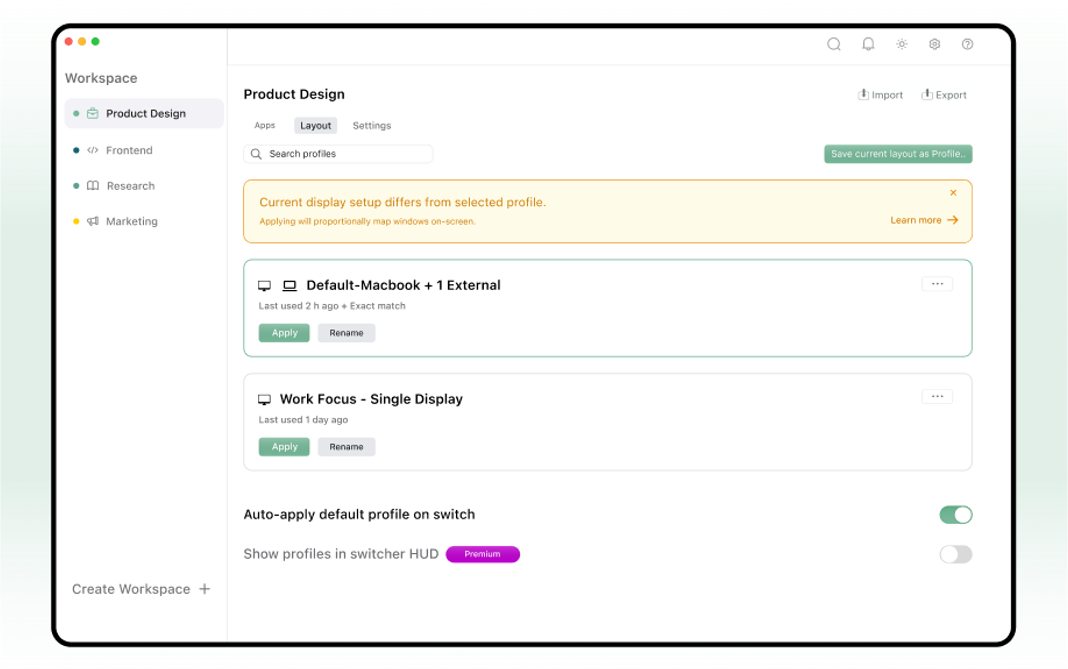 Workspace
Product Design
Frontend
Research
Marketing
Create Workspace +
Product Design
Import
Export
Apps
Layout
Settings
Search profiles
Save current layout as Profile..
Current display setup differs from selected profile.
Applying will proportionally map windows on-screen.
Learn more →
Default-Macbook + 1 External
Last used 2 h ago • Exact match
Apply
Rename
Work Focus - Single Display
Last used 1 day ago
Apply
Rename
Auto-apply default profile on switch
Show profiles in switcher HUD
Premium